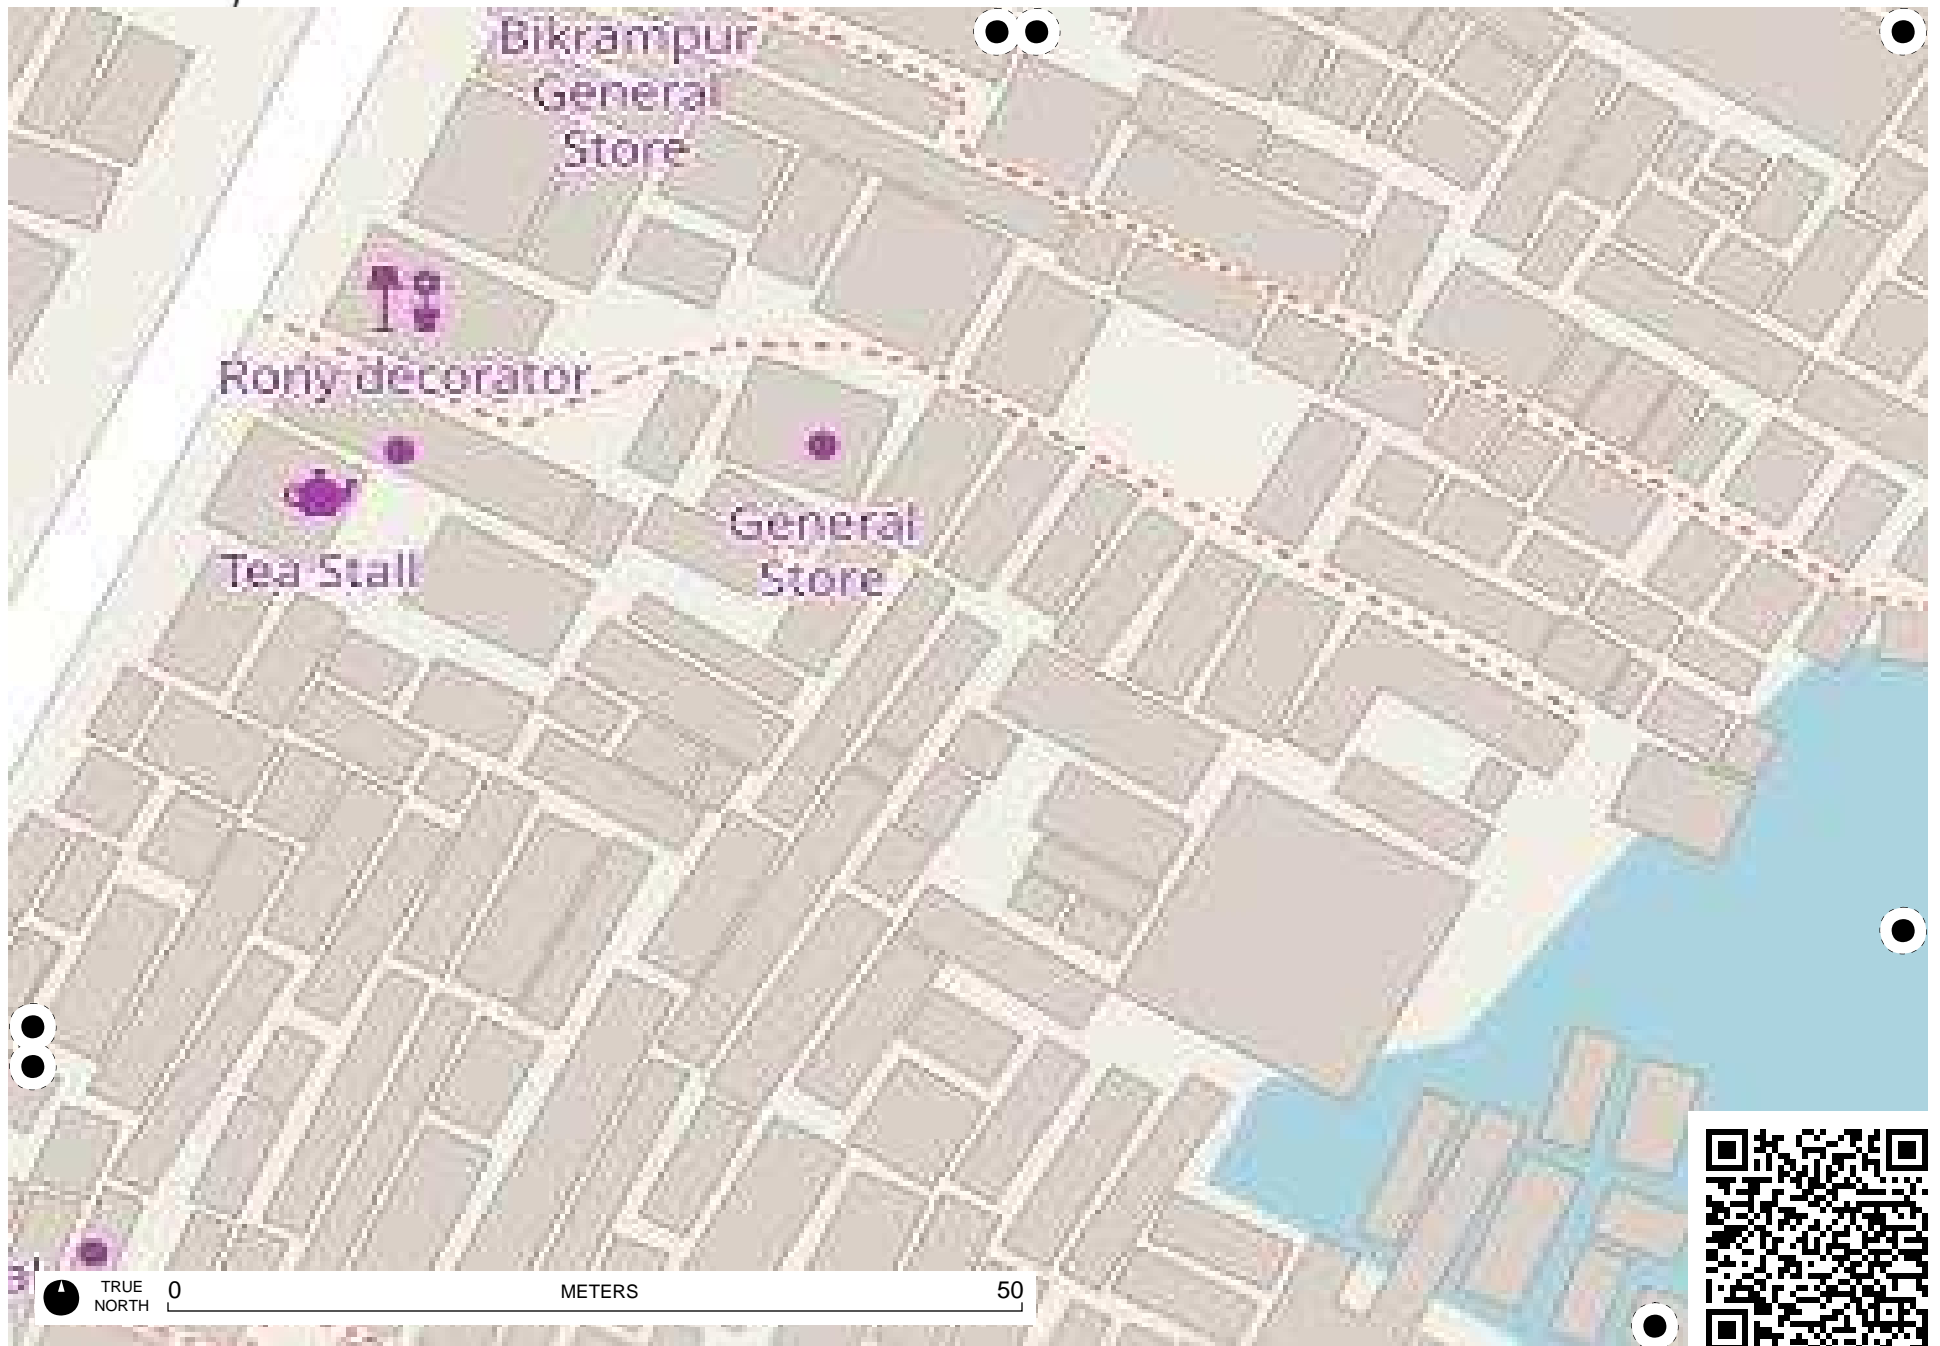 Bikrampur
General
Store
Rony decorator
General
Store
Tea Stall
TRUE
NORTH
0
METERS
50